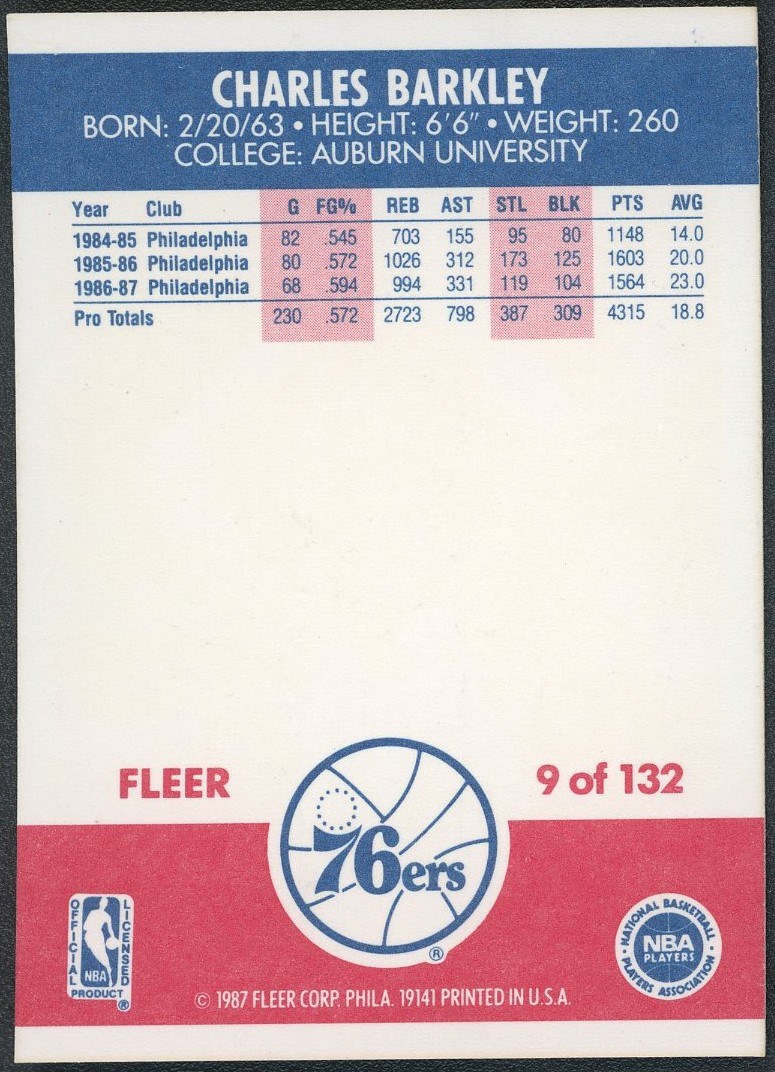 CHARLES BARKLEY
BORN: 2/20/63 • HEIGHT: 6'6" • WEIGHT: 260
COLLEGE: AUBURN UNIVERSITY
Year Club G FG% REB AST STL BLK PTS AVG
1984-85 Philadelphia 82 .545 703 155 95 80 1148 14.0
1985-86 Philadelphia 80 .572 1026 312 173 125 1603 20.0
1986-87 Philadelphia 68 .594 994 331 119 104 1564 23.0
Pro Totals 230 .572 2723 798 387 309 4315 18.8
FLEER
9 of 132
76ers
®
OFFICIAL
LICENSED
NBA
PRODUCT
®
NATIONAL BASKETBALL
NBA
PLAYERS
PLAYERS ASSOCIATION
© 1987 FLEER CORP. PHILA. 19141 PRINTED IN U.S.A.